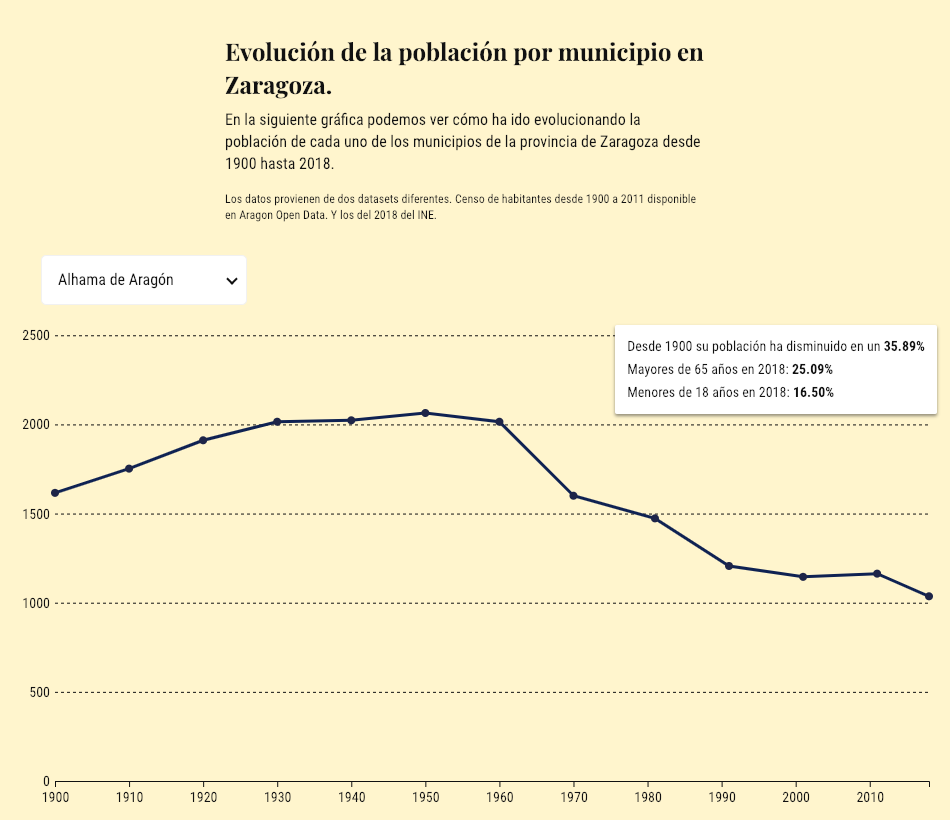 Evolución de la población por municipio en
Zaragoza.
En la siguiente gráfica podemos ver cómo ha ido evolucionando la
población de cada uno de los municipios de la provincia de Zaragoza desde
1900 hasta 2018.
Los datos provienen de dos datasets diferentes. Censo de habitantes desde 1900 a 2011 disponible
en Aragon Open Data. Y los del 2018 del INE.
Alhama de Aragón
2500
Desde 1900 su población ha disminuido en un 35.89%
Mayores de 65 años en 2018: 25.09%
Menores de 18 años en 2018: 16.50%
2000
1500
1000
500
0
1900 1910 1920 1930 1940 1950 1960 1970 1980 1990 2000 2010